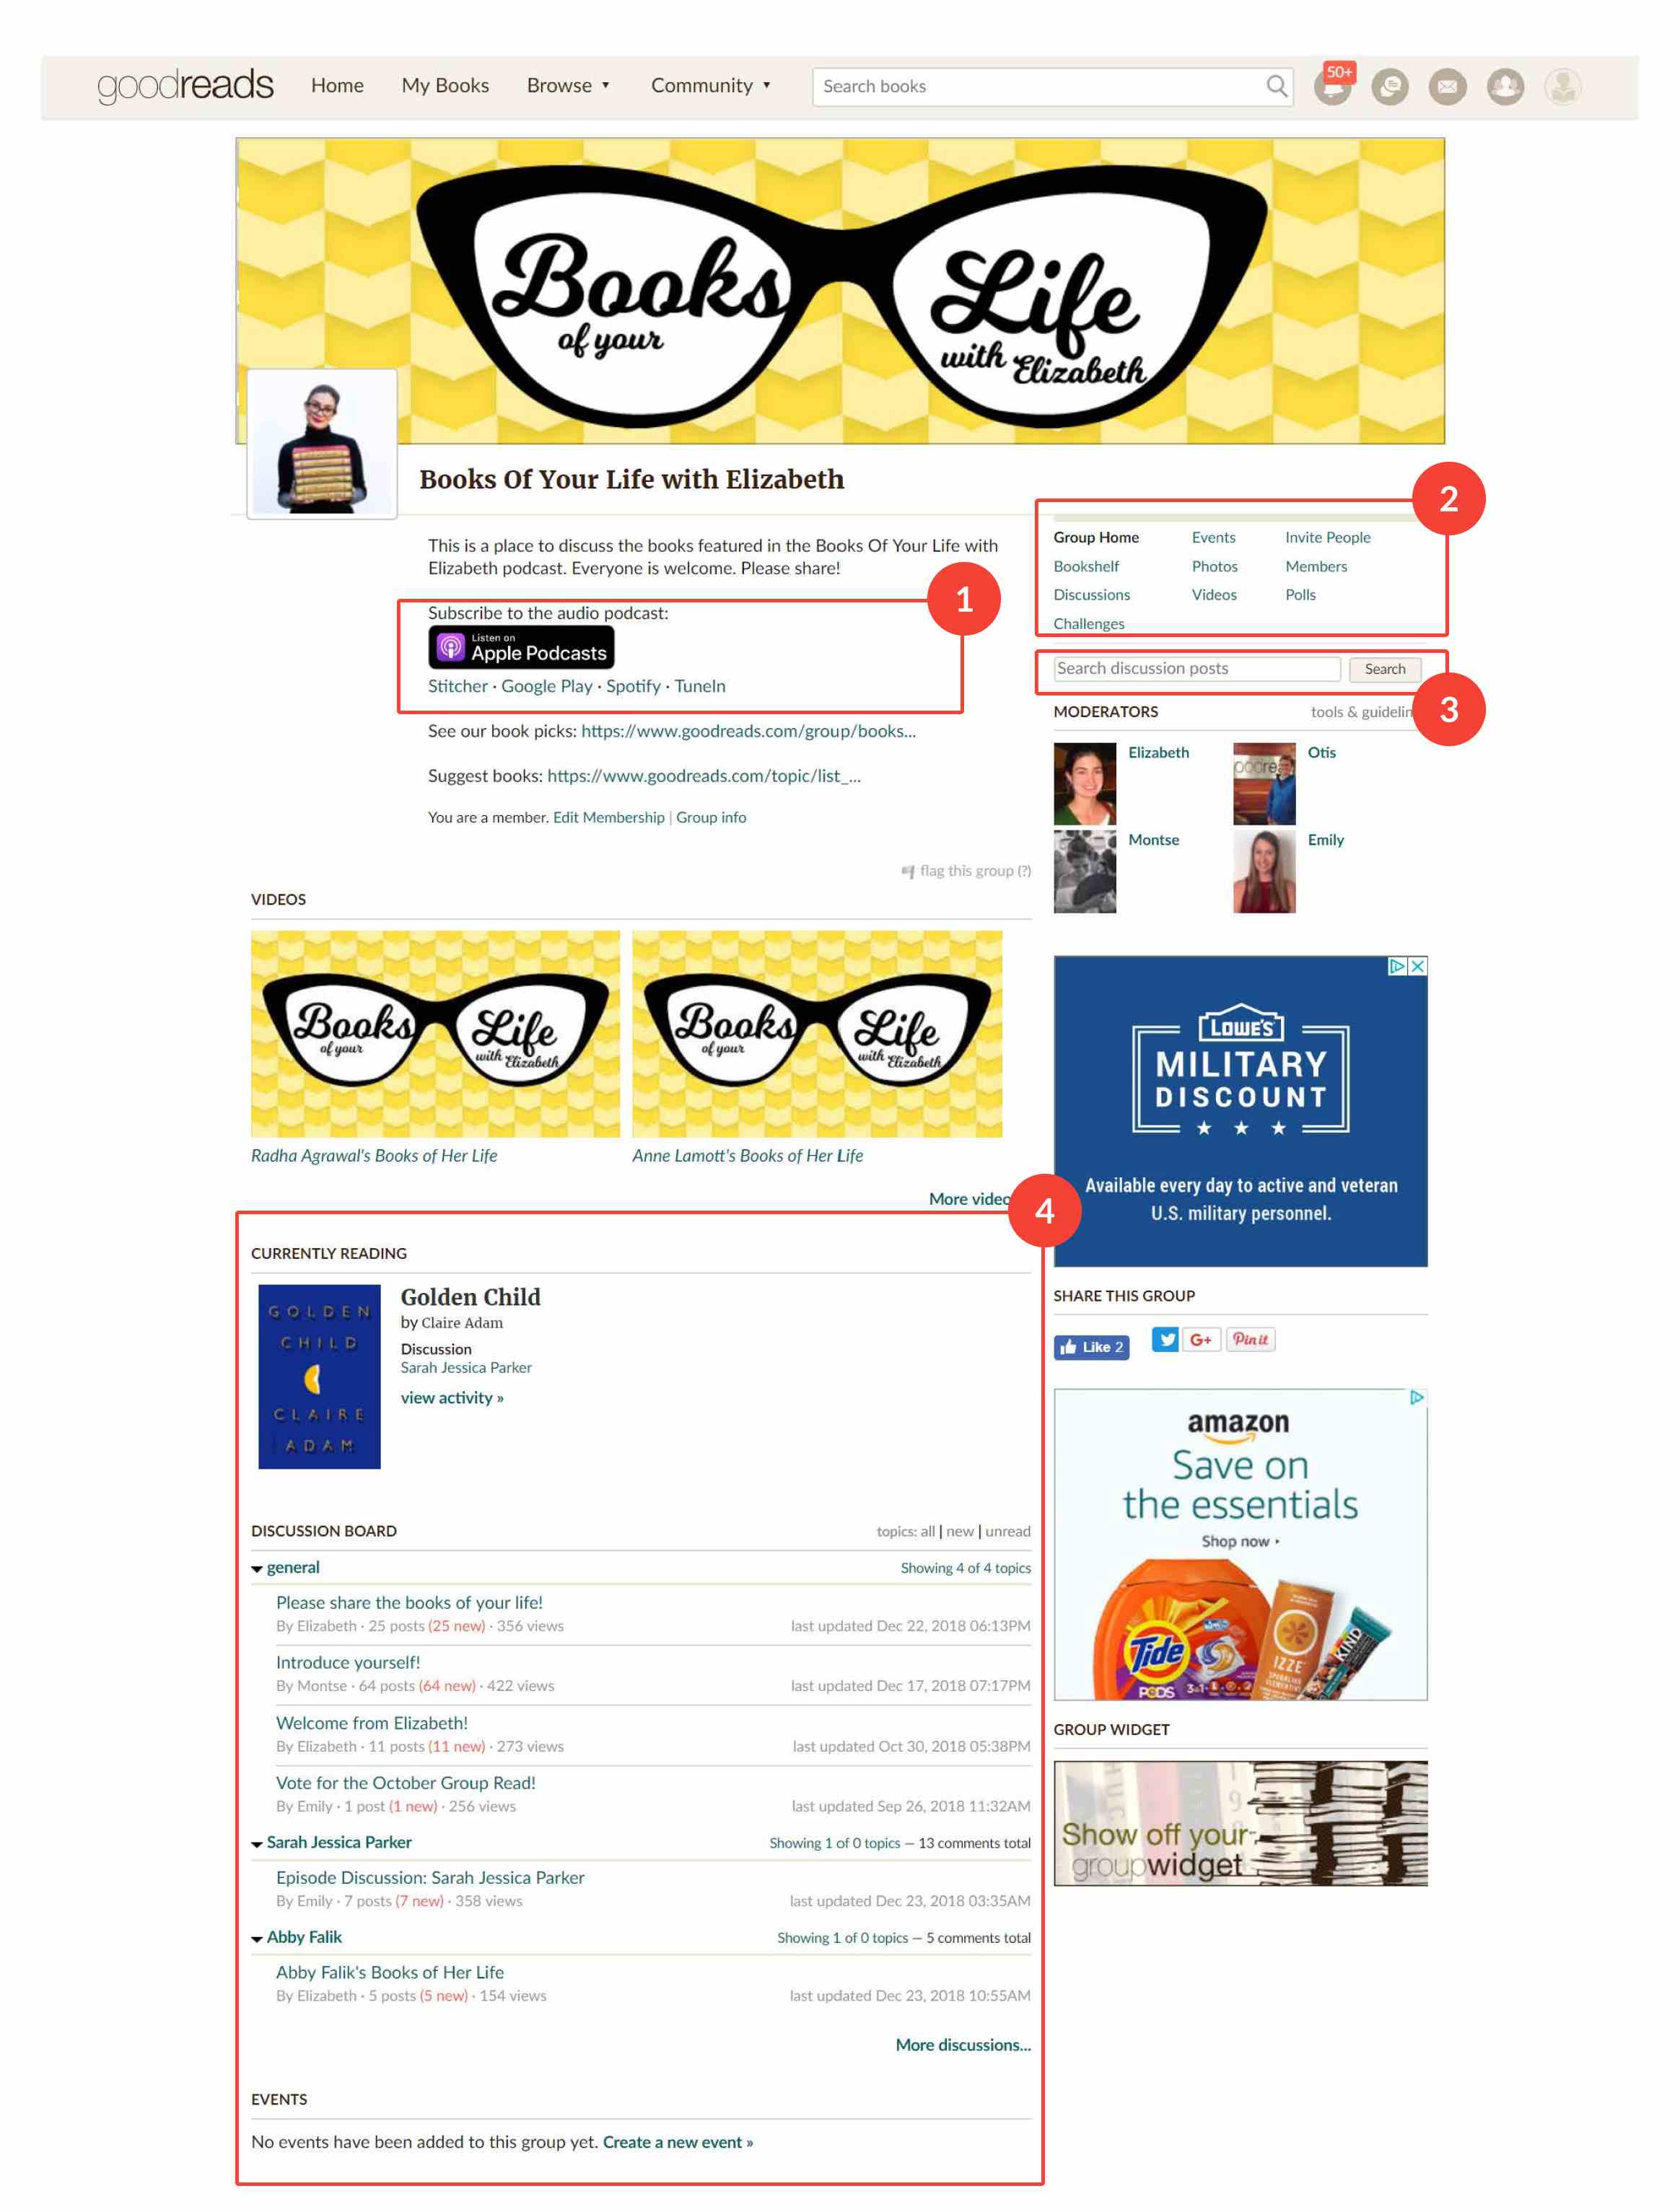 goodreads
Home
My Books
Browse ▾
Community ▾
Search books
50+
Books
of your
Life
with Elizabeth
Books Of Your Life with Elizabeth
This is a place to discuss the books featured in the Books Of Your Life with
Elizabeth podcast. Everyone is welcome. Please share!
1
Subscribe to the audio podcast:
Listen on
Apple Podcasts
Stitcher · Google Play · Spotify · TuneIn
See our book picks: https://www.goodreads.com/group/books...
Suggest books: https://www.goodreads.com/topic/list_...
You are a member. Edit Membership | Group info
flag this group (?)
2
Group Home Events Invite People
Bookshelf Photos Members
Discussions Videos Polls
Challenges
Search discussion posts Search
3
MODERATORS tools & guidelin
Elizabeth Otis
Montse Emily
VIDEOS
Books
of your
Life
with Elizabeth
Books
of your
Life
with Elizabeth
Radha Agrawal's Books of Her Life
Anne Lamott's Books of Her Life
More video
4
LOWE'S
MILITARY
DISCOUNT
Available every day to active and veteran
U.S. military personnel.
CURRENTLY READING
GOLDEN
CHILD
CLAIRE
ADAM
Golden Child
by Claire Adam
Discussion
Sarah Jessica Parker
view activity »
SHARE THIS GROUP
Like 2
G+
Pin it
amazon
Save on
the essentials
Shop now ▸
Tide
PODS
3in1
IZZE
KIND
DISCUSSION BOARD topics: all | new | unread
general Showing 4 of 4 topics
Please share the books of your life!
By Elizabeth · 25 posts (25 new) · 356 views last updated Dec 22, 2018 06:13PM
Introduce yourself!
By Montse · 64 posts (64 new) · 422 views last updated Dec 17, 2018 07:17PM
Welcome from Elizabeth!
By Elizabeth · 11 posts (11 new) · 273 views last updated Oct 30, 2018 05:38PM
Vote for the October Group Read!
By Emily · 1 post (1 new) · 256 views last updated Sep 26, 2018 11:32AM
Sarah Jessica Parker Showing 1 of 0 topics — 13 comments total
Episode Discussion: Sarah Jessica Parker
By Emily · 7 posts (7 new) · 358 views last updated Dec 23, 2018 03:35AM
Abby Falik Showing 1 of 0 topics — 5 comments total
Abby Falik's Books of Her Life
By Elizabeth · 5 posts (5 new) · 154 views last updated Dec 23, 2018 10:55AM
More discussions...
GROUP WIDGET
Show off your
groupwidget
EVENTS
No events have been added to this group yet. Create a new event »